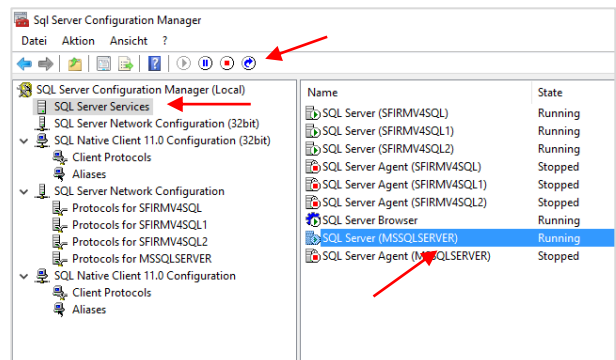 Sql Server Configuration Manager
Datei Aktion Ansicht ?
SQL Server Configuration Manager (Local)
SQL Server Services
SQL Server Network Configuration (32bit)
SQL Native Client 11.0 Configuration (32bit)
Client Protocols
Aliases
SQL Server Network Configuration
Protocols for SFIRMV4SQL
Protocols for SFIRMV4SQL1
Protocols for SFIRMV4SQL2
Protocols for MSSQLSERVER
SQL Native Client 11.0 Configuration
Client Protocols
Aliases
Name State
SQL Server (SFIRMV4SQL) Running
SQL Server (SFIRMV4SQL1) Running
SQL Server (SFIRMV4SQL2) Running
SQL Server Agent (SFIRMV4SQL) Stopped
SQL Server Agent (SFIRMV4SQL1) Stopped
SQL Server Agent (SFIRMV4SQL2) Stopped
SQL Server Browser Running
SQL Server (MSSQLSERVER) Running
SQL Server Agent (MSSQLSERVER) Stopped